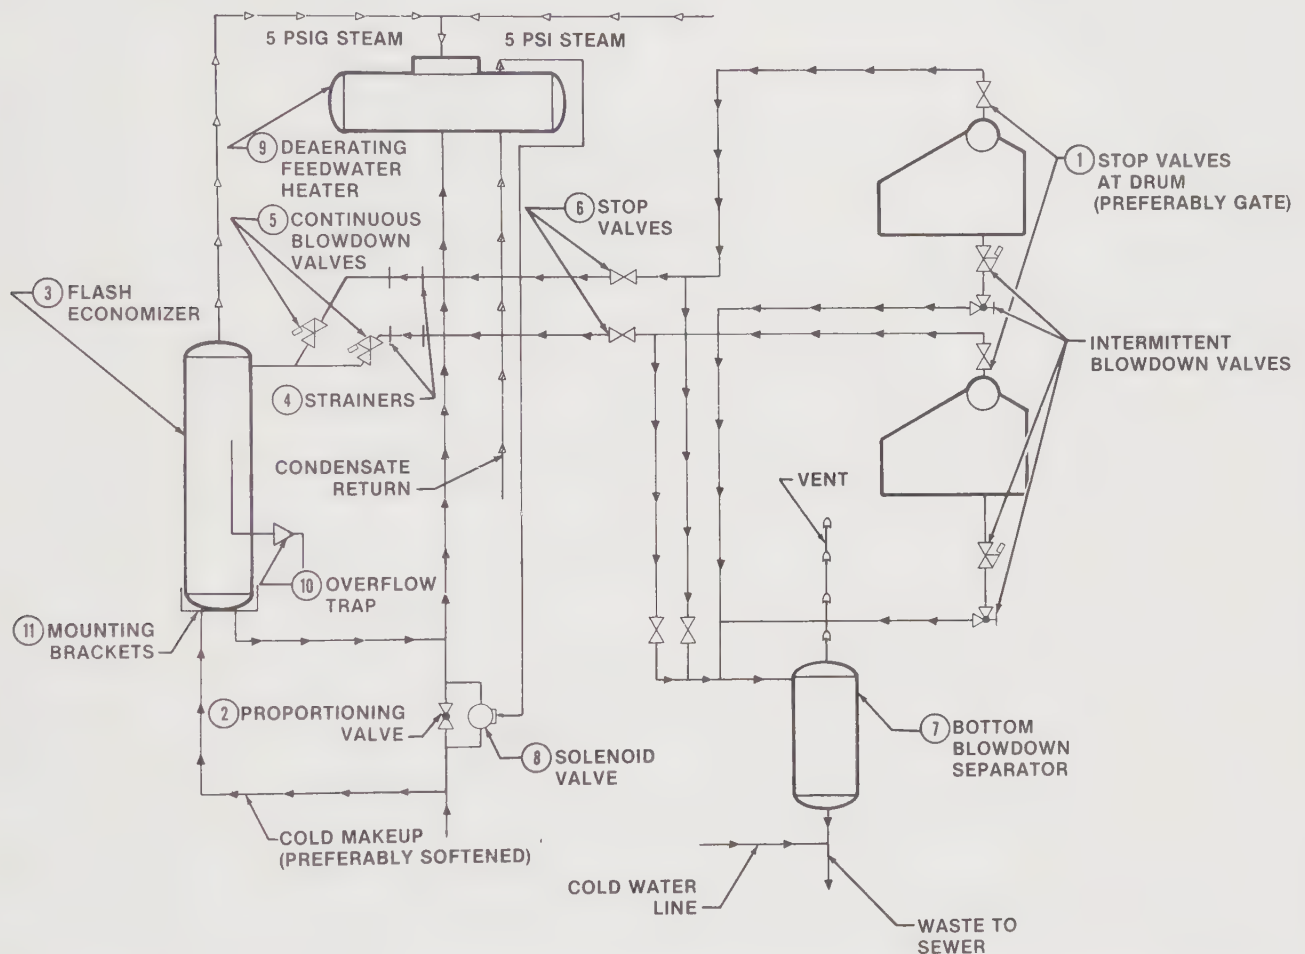 5 PSIG STEAM
5 PSI STEAM
9 DEAERATING
FEEDWATER
HEATER
1 STOP VALVES
AT DRUM
(PREFERABLY GATE)
6 STOP
VALVES
5 CONTINUOUS
BLOWDOWN
VALVES
3 FLASH
ECONOMIZER
INTERMITTENT
BLOWDOWN VALVES
4 STRAINERS
CONDENSATE
RETURN
VENT
10 OVERFLOW
TRAP
11 MOUNTING
BRACKETS
2 PROPORTIONING
VALVE
8 SOLENOID
VALVE
7 BOTTOM
BLOWDOWN
SEPARATOR
COLD MAKEUP
(PREFERABLY SOFTENED)
COLD WATER
LINE
WASTE TO
SEWER